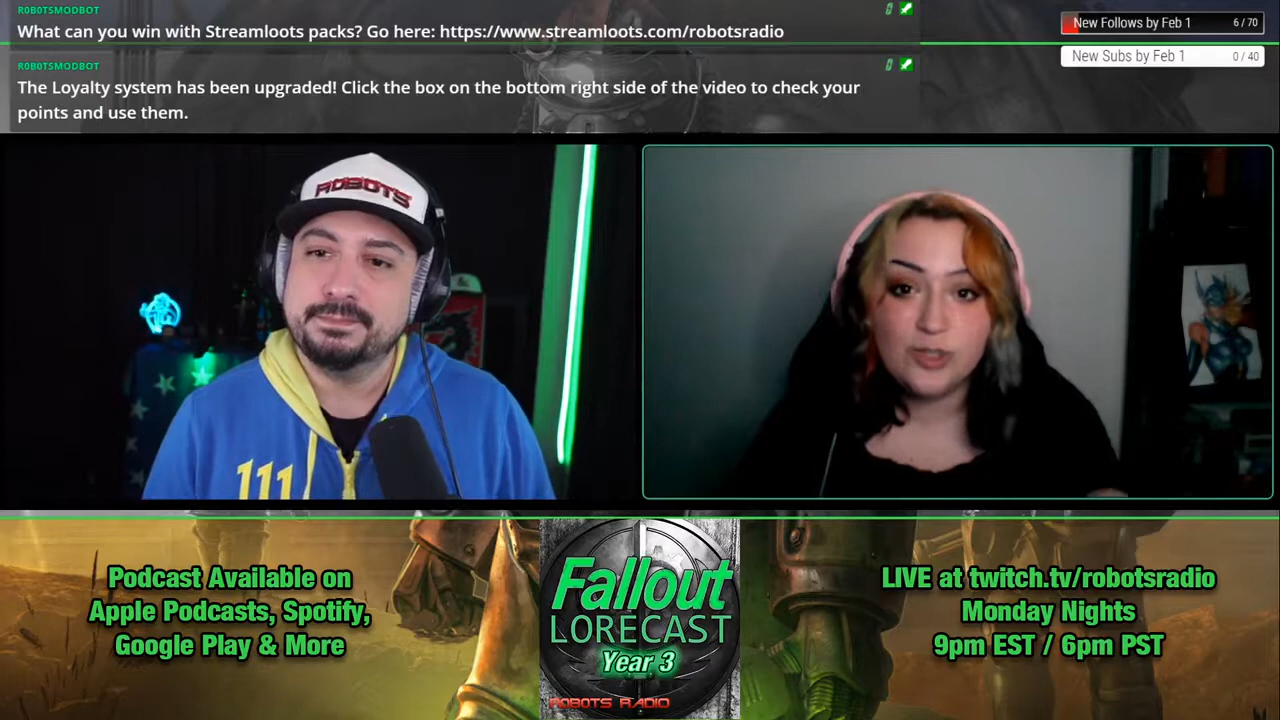 R0B0TSMODBOT
What can you win with Streamloots packs? Go here: https://www.streamloots.com/robotsradio
New Follows by Feb 1 6 / 70
New Subs by Feb 1 0 / 40
R0B0TSMODBOT
The Loyalty system has been upgraded! Click the box on the bottom right side of the video to check your
points and use them.
ROBOTS
111
Podcast Available on
Apple Podcasts, Spotify,
Google Play & More
Fallout
LORECAST
Year 3
ROBOTS RADIO
LIVE at twitch.tv/robotsradio
Monday Nights
9pm EST / 6pm PST